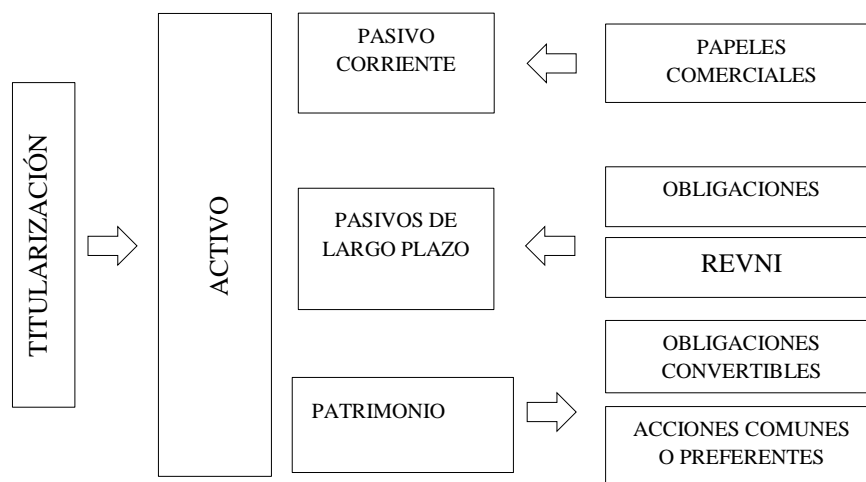 TITULARIZACIÓN
ACTIVO
PASIVO
CORRIENTE
PAPELES
COMERCIALES
PASIVOS DE
LARGO PLAZO
OBLIGACIONES
REVNI
PATRIMONIO
OBLIGACIONES
CONVERTIBLES
ACCIONES COMUNES
O PREFERENTES